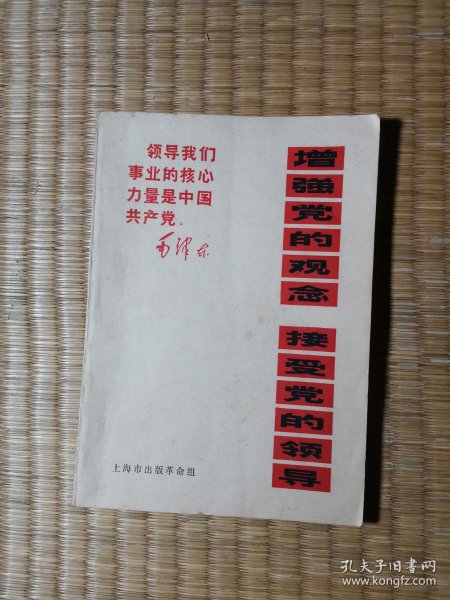 领导我们
事业的核心
力量是中国
共产党。
毛泽东
增强党的观念
接受党的领导
上海市出版革命组
孔夫子旧书网
www.kongfz.com